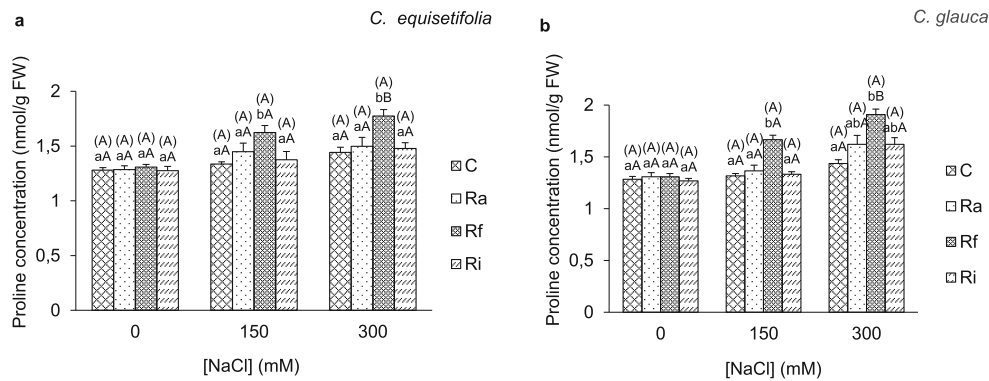 a
C. equisetifolia
Proline concentration (nmol/g FW)
2
1,5
1
0,5
0
(A) (A) (A) (A)
aA aA aA aA
(A) (A) (A) (A)
aA aA bA aA
(A) (A) (A) (A)
aA aA bB aA
0 150 300
[NaCl] (mM)
C
Ra
Rf
Ri
b
C. glauca
Proline concentration (nmol/g FW)
2
1,5
1
0,5
0
(A) (A) (A) (A)
aA aA aA aA
(A) (A) (A) (A)
aA aA bA aA
(A) (A) (A) (A)
aA abA bB abA
0 150 300
[NaCl] (mM)
C
Ra
Rf
Ri